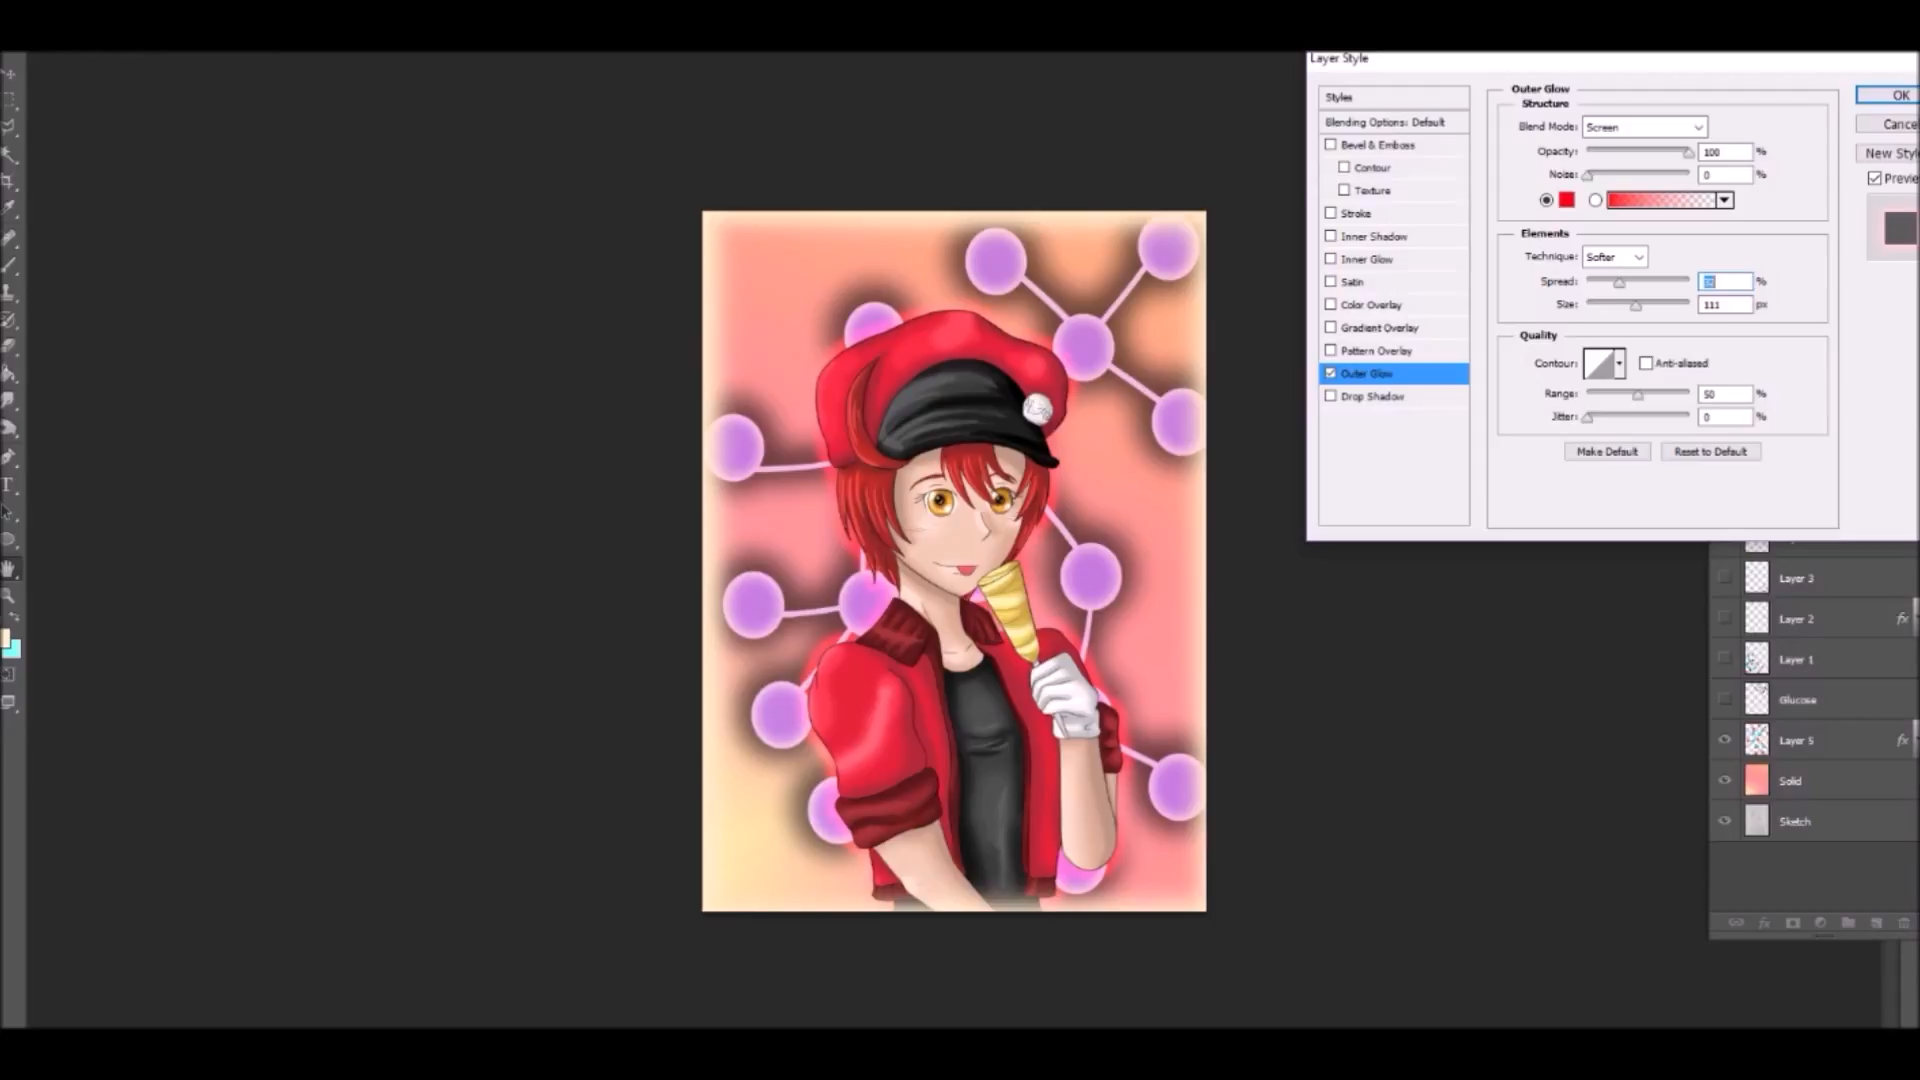 Layer Style
Styles
Blending Options: Default
Bevel & Emboss
Contour
Texture
Stroke
Inner Shadow
Inner Glow
Satin
Color Overlay
Gradient Overlay
Pattern Overlay
Outer Glow
Drop Shadow
Outer Glow
Structure
Blend Mode: Screen
Opacity: 100 %
Noise: 0 %
Elements
Technique: Softer
Spread: %
Size: 111 px
Quality
Contour: Anti-aliased
Range: 50 %
Jitter: 0 %
Make Default Reset to Default
OK
Cance
New Styl
Previe
Layer 3
Layer 2 fx
Layer 1
Glucose
Layer 5 fx
Solid
Sketch
fx
T